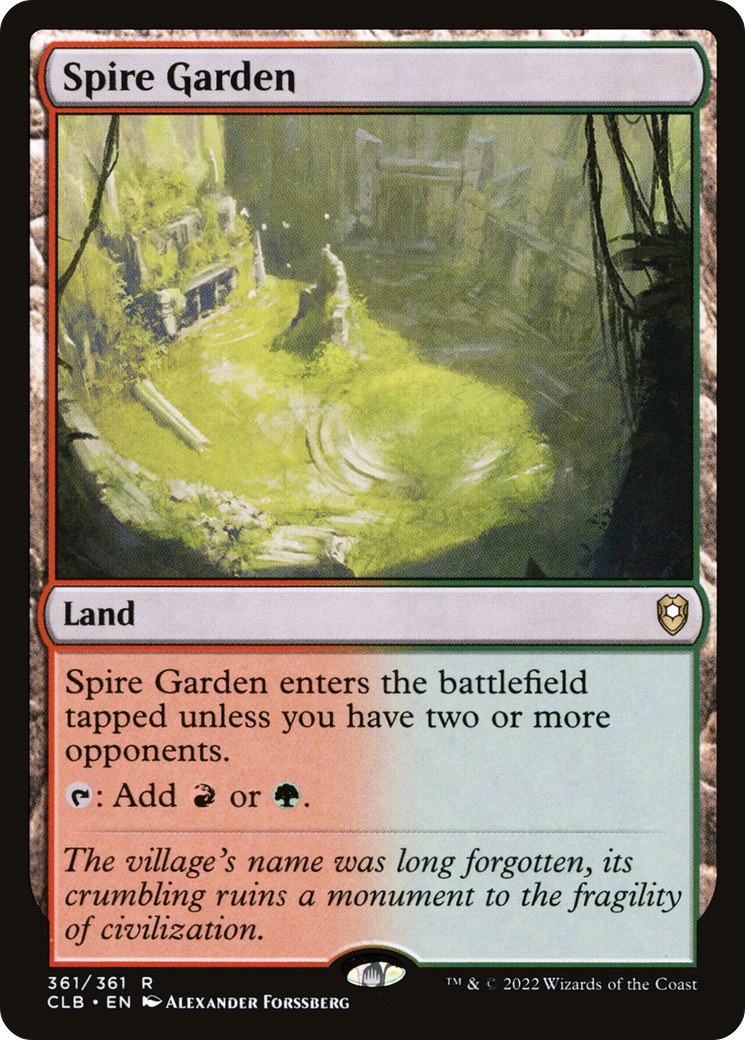 Spire Garden
Land
Spire Garden enters the battlefield
tapped unless you have two or more
opponents.
: Add or .
The village's name was long forgotten, its
crumbling ruins a monument to the fragility
of civilization.
361/361 R
CLB • EN Alexander Forssberg
™ & © 2022 Wizards of the Coast